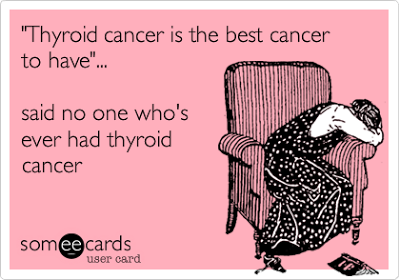 "Thyroid cancer is the best cancer
to have"...
said no one who's
ever had thyroid
cancer
someecards
user card